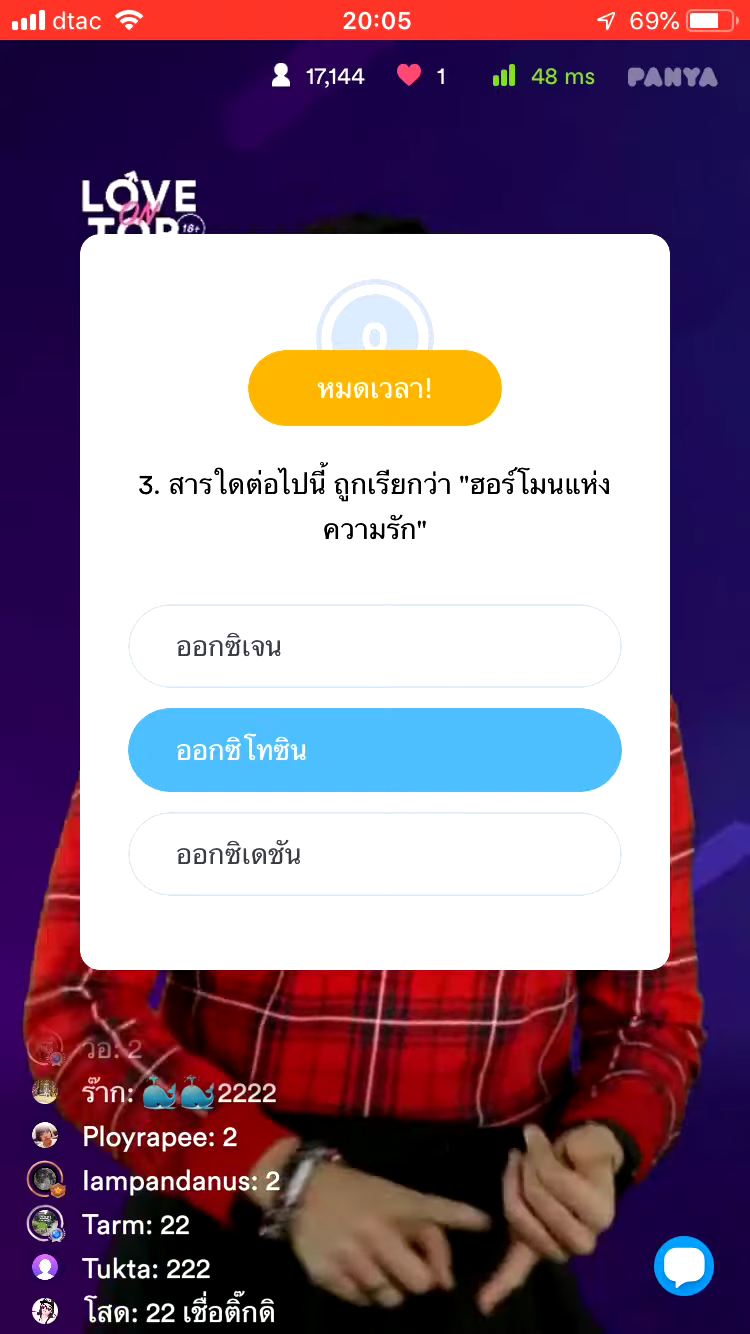 dtac 20:05 69%
17,144 1 48 ms PANYA
LOVE
ON
TOP 18+
0
หมดเวลา!
3. สารใดต่อไปนี้ ถูกเรียกว่า "ฮอร์โมนแห่ง
ความรัก"
ออกซิเจน
ออกซิโทซิน
ออกซิเดชัน
วอ: 2
ร๊าก: 🐳🐳2222
Ployrapee: 2
lampandanus: 2
Tarm: 22
Tukta: 222
โสด: 22 เชื่อติ๊กดิ